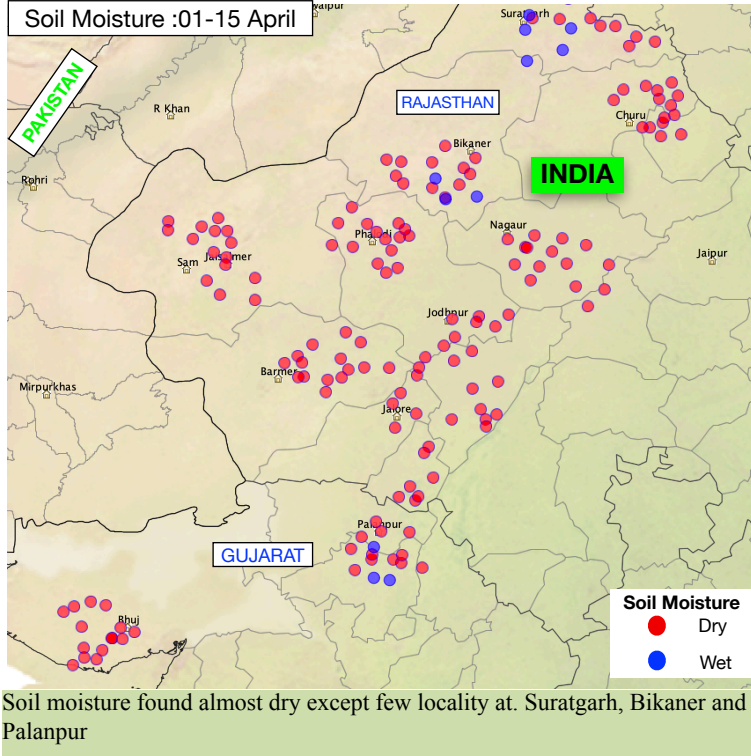 Soil Moisture :01-15 April
Suratgarh
PAKISTAN
R Khan
RAJASTHAN
Churu
Bikaner
INDIA
Rohri
Nagaur
Phalodi
Jaisalmer
Sam
Jaipur
Jodhpur
Barmer
Mirpurkhas
Jalore
Palanpur
GUJARAT
Bhuj
Soil Moisture
Dry
Wet
Soil moisture found almost dry except few locality at. Suratgarh, Bikaner and
Palanpur